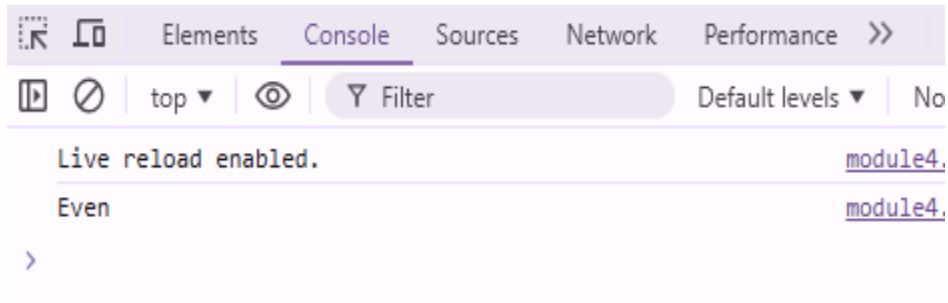 Elements Console Sources Network Performance
top Filter Default levels No
Live reload enabled. module4.
Even module4.